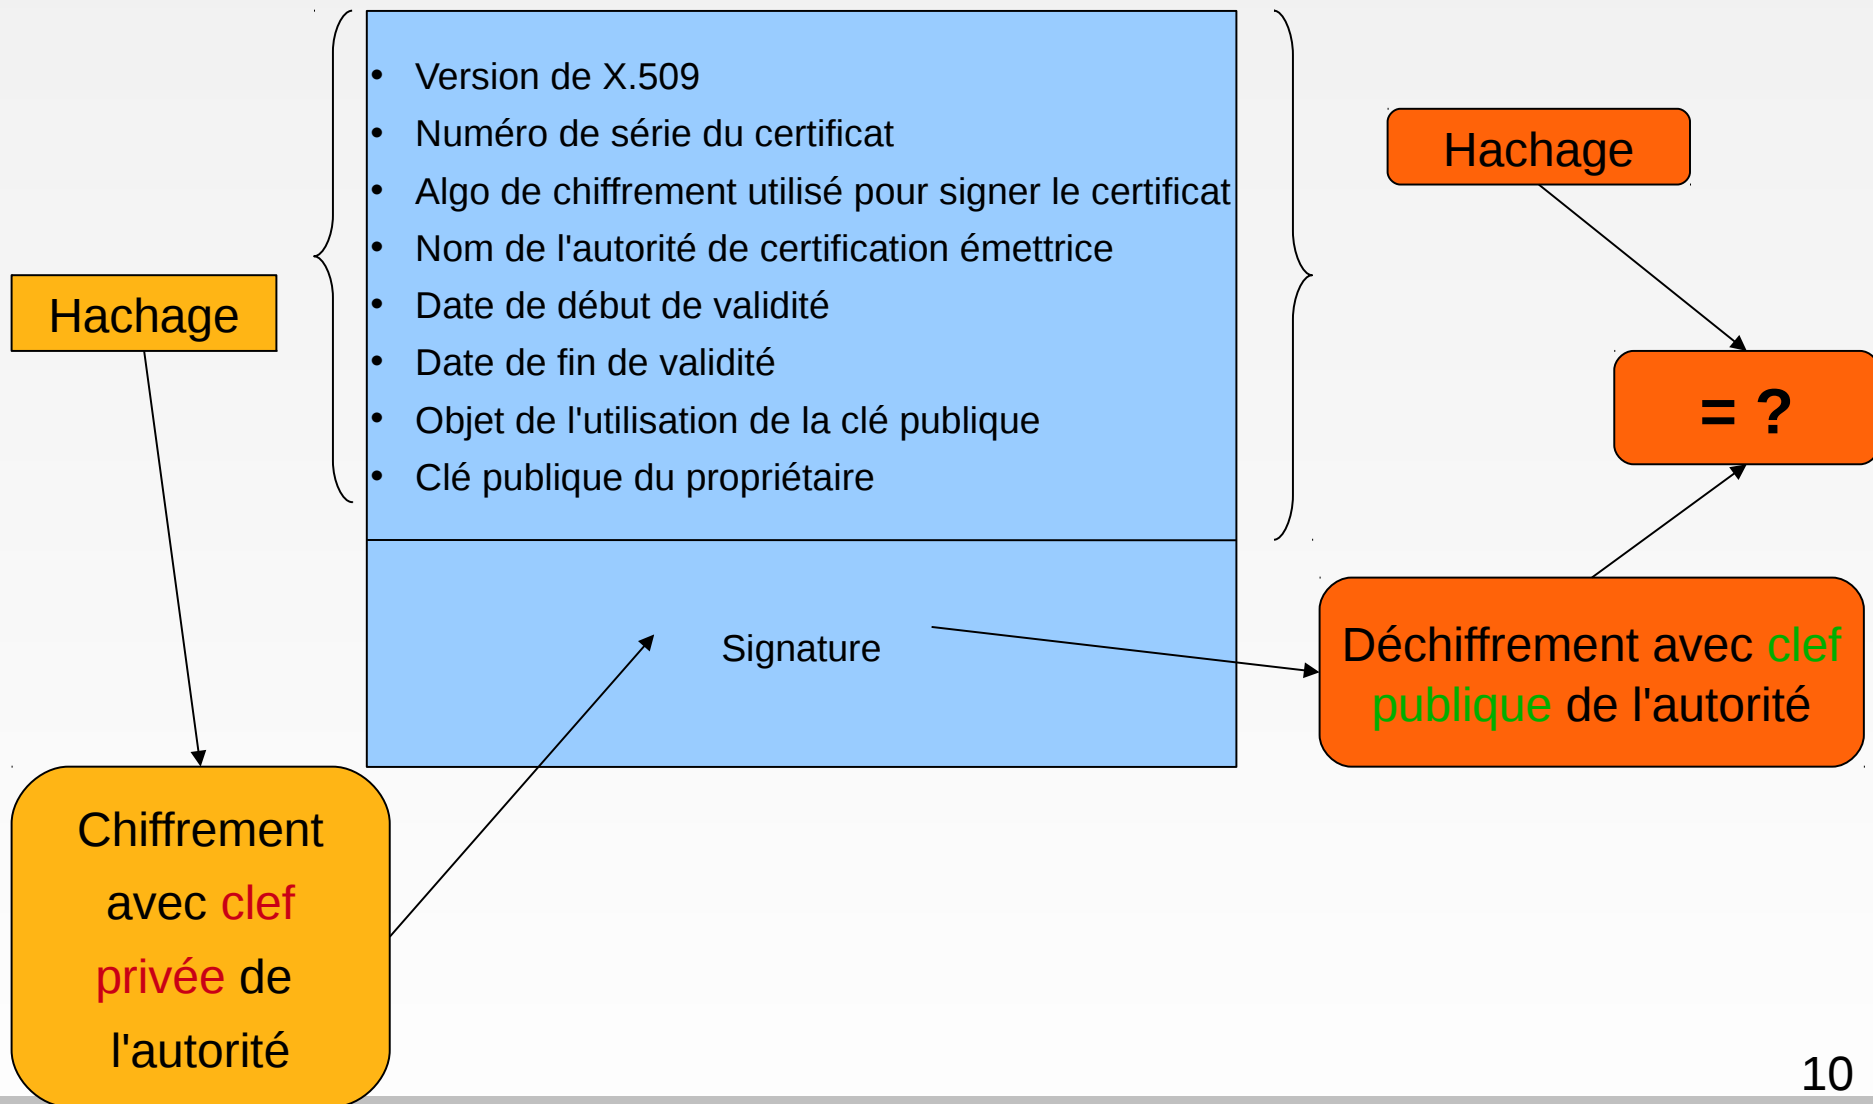 • Version de X.509
• Numéro de série du certificat
• Algo de chiffrement utilisé pour signer le certificat
• Nom de l'autorité de certification émettrice
• Date de début de validité
• Date de fin de validité
• Objet de l'utilisation de la clé publique
• Clé publique du propriétaire
Signature
Hachage
Chiffrement
avec clef
privée de
l'autorité
Hachage
= ?
Déchiffrement avec clef
publique de l'autorité
10